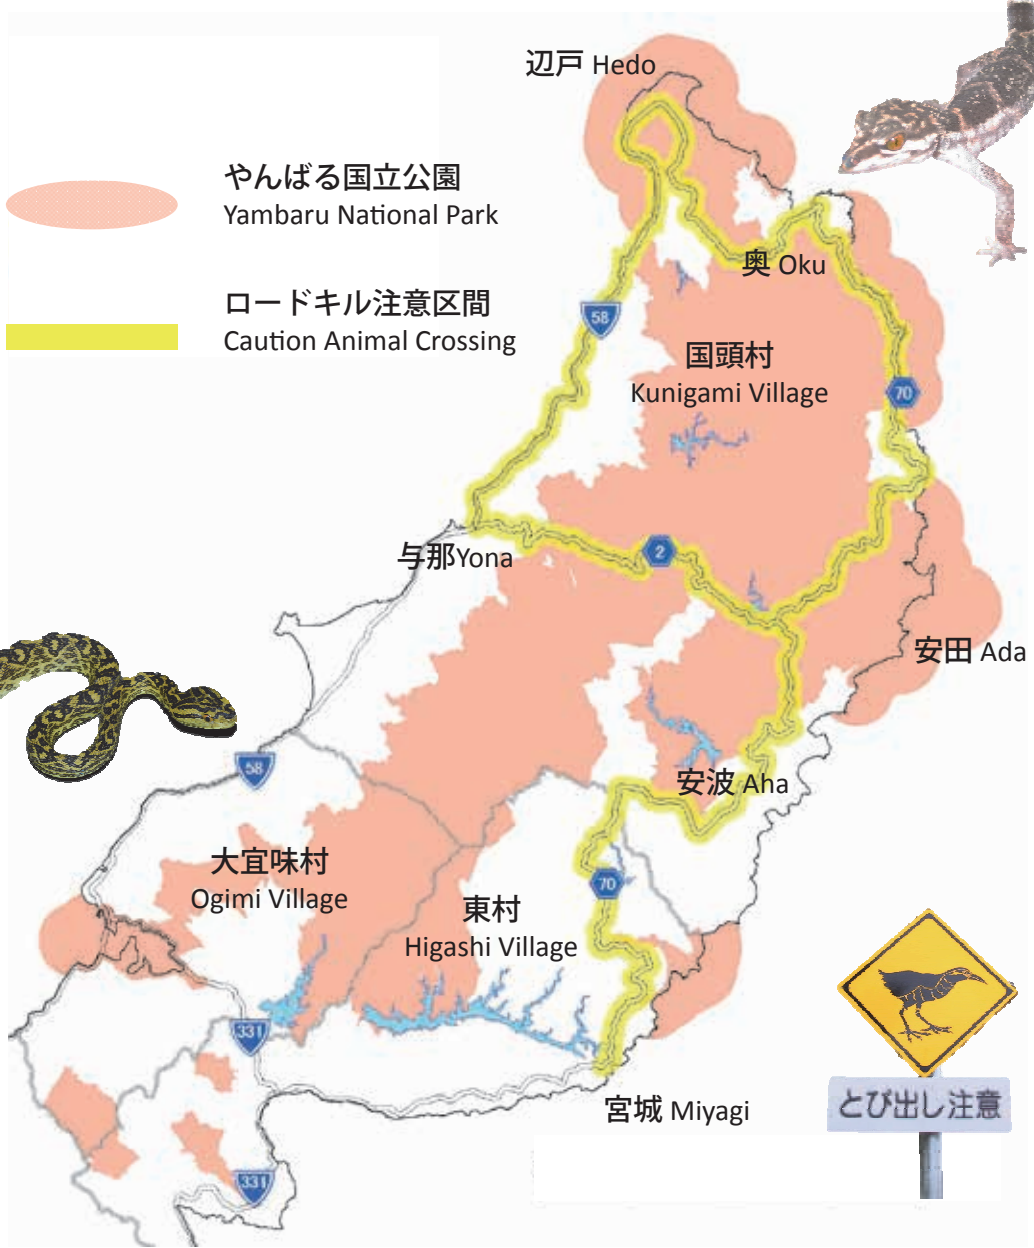 辺戸 Hedo
やんばる国立公園
Yambaru National Park
奥 Oku
ロードキル注意区間
Caution Animal Crossing
58
国頭村
Kunigami Village
70
与那Yona
2
安田 Ada
58
安波 Aha
大宜味村
Ogimi Village
70
東村
Higashi Village
331
宮城 Miyagi
とび出し注意
331